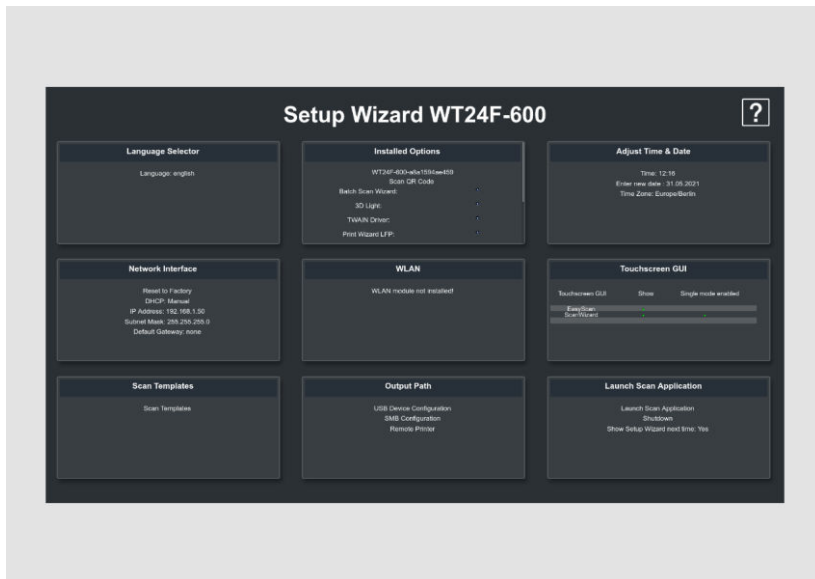 Setup Wizard WT24F-600
?
Language Selector
Language: english
Installed Options
WT24F-600-a8a1594ae489
Scan QR Code
Batch Scan Wizard:
3D Light:
TWAIN Driver:
Print Wizard LFP:
Adjust Time & Date
Time: 12:16
Enter new date : 31.05.2021
Time Zone: Europe/Berlin
Network Interface
Reset to Factory
DHCP: Manual
IP Address: 192.168.1.50
Subnet Mask: 255.255.255.0
Default Gateway: none
WLAN
WLAN module not installed!
Touchscreen GUI
Touchscreen GUI Show Single mode enabled
EasyScan
ScanWizard
Scan Templates
Scan Templates
Output Path
USB Device Configuration
SMB Configuration
Remote Printer
Launch Scan Application
Launch Scan Application
Shutdown
Show Setup Wizard next time: Yes